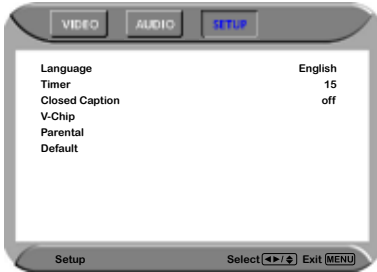 VIDEO AUDIO SETUP
Language English
Timer 15
Closed Caption off
V-Chip
Parental
Default
Setup Select ◄►/♦ Exit MENU